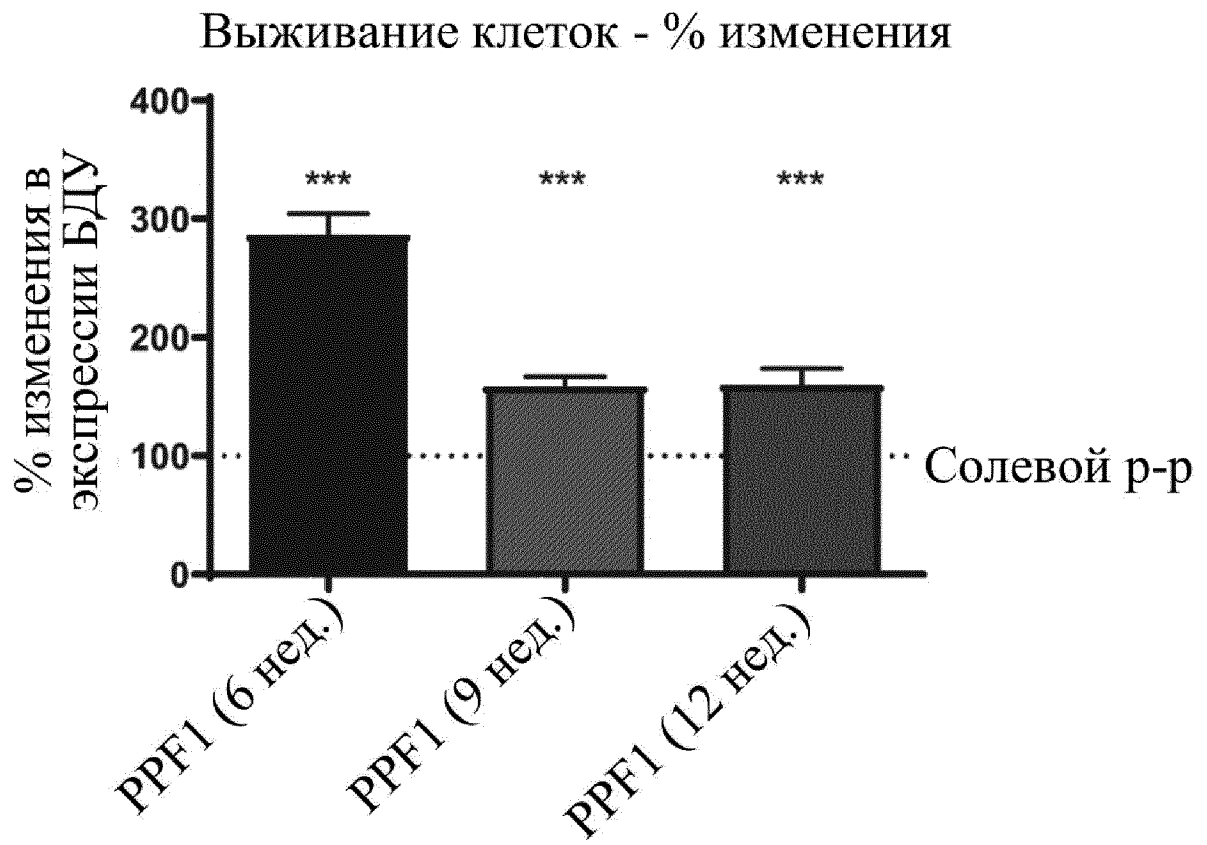 Выживание клеток - % изменения
% изменения в
экспрессии БДУ
400
300
200
100
0
***
***
***
Солевой р-р
PPF1 (6 нед.)
PPF1 (9 нед.)
PPF1 (12 нед.)